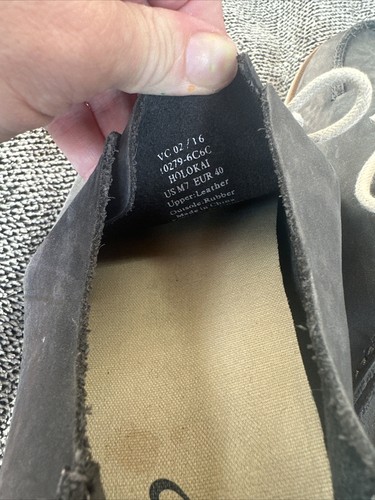 VC 02 / 16
10279-6C6C
HOLOKAI
US M7 EUR 40
Upper:Leather
Outsole:Rubber
Made in China